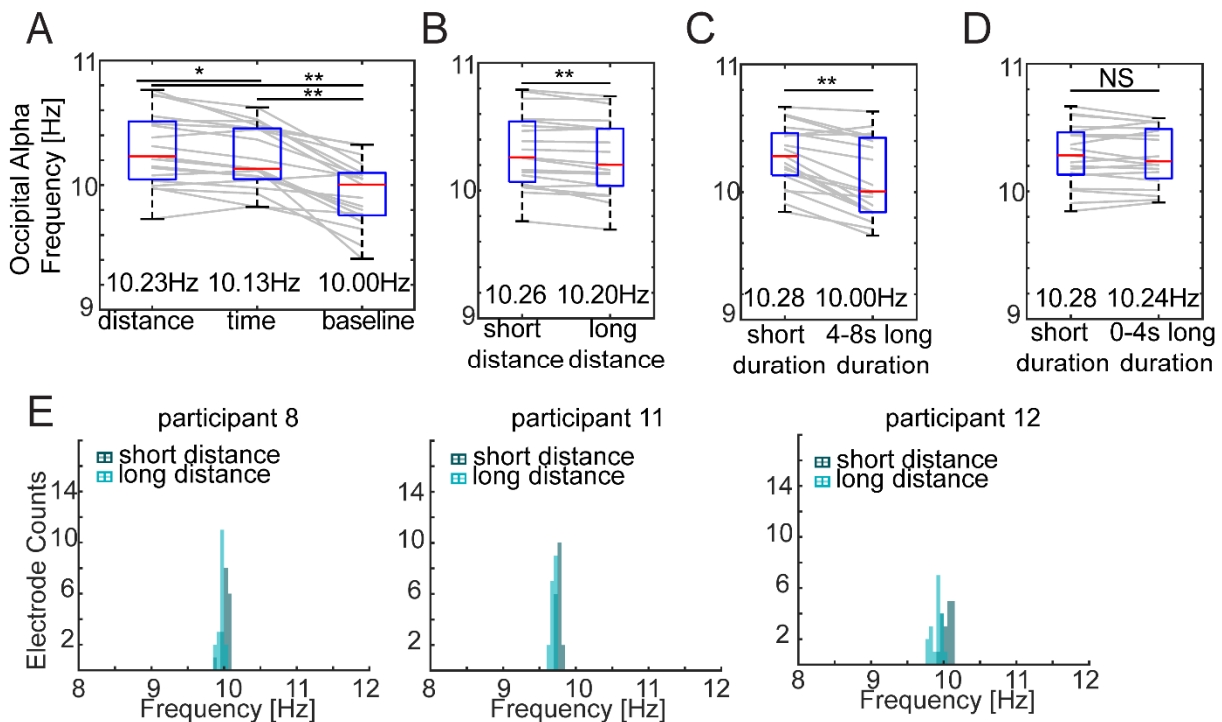 A
B
C
D
Occipital Alpha
Frequency [Hz]
11
10
9
*
**
**
10.23Hz 10.13Hz 10.00Hz
distance time baseline
11
10
9
**
10.26 10.20Hz
short long
distance distance
11
10
9
**
10.28 10.00Hz
short 4-8s long
duration duration
11
10
9
NS
10.28 10.24Hz
short 0-4s long
duration duration
E
participant 8
short distance
long distance
Electrode Counts
14
10
6
2
8 9 10 11 12
Frequency [Hz]
participant 11
short distance
long distance
14
10
6
2
8 9 10 11 12
Frequency [Hz]
participant 12
short distance
long distance
14
10
6
2
8 9 10 11 12
Frequency [Hz]